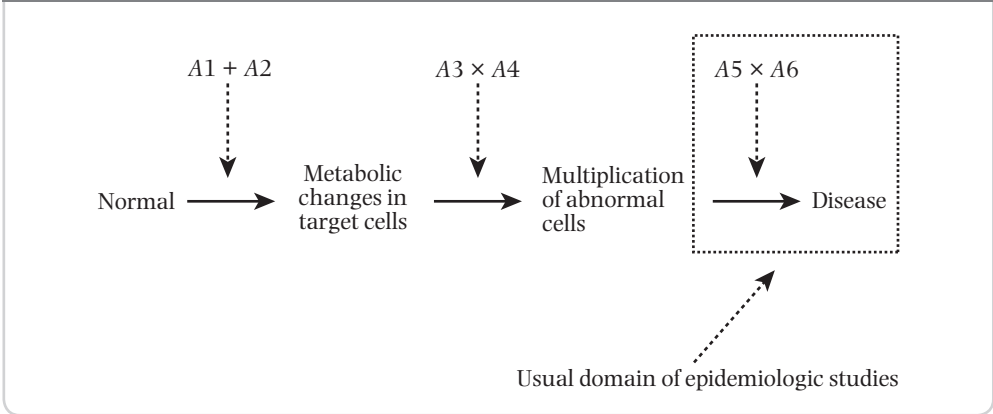 A1 + A2
A3 × A4
A5 × A6
Normal
Metabolic
changes in
target cells
Multiplication
of abnormal
cells
Disease
Usual domain of epidemiologic studies